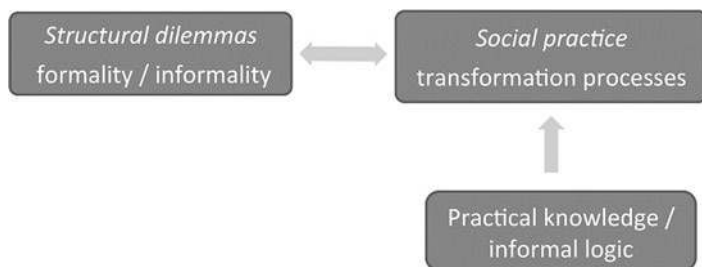 Structural dilemmas
formality / informality
Social practice
transformation processes
Practical knowledge /
informal logic